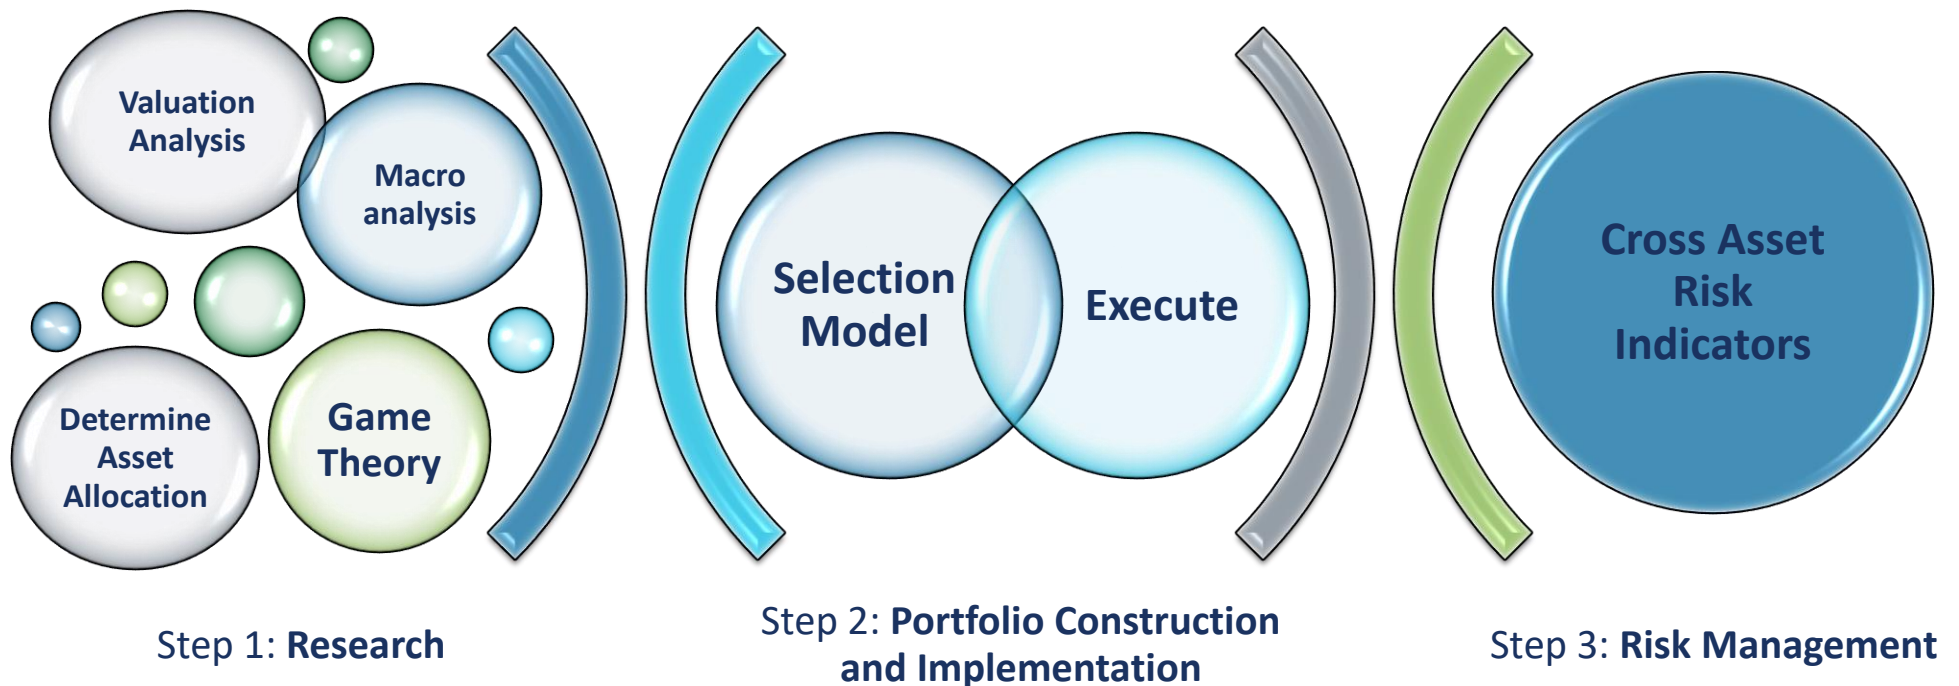 Valuation
Analysis
Macro
analysis
Determine
Asset
Allocation
Game
Theory
Selection
Model
Execute
Cross Asset
Risk
Indicators
Step 1: Research
Step 2: Portfolio Construction
and Implementation
Step 3: Risk Management